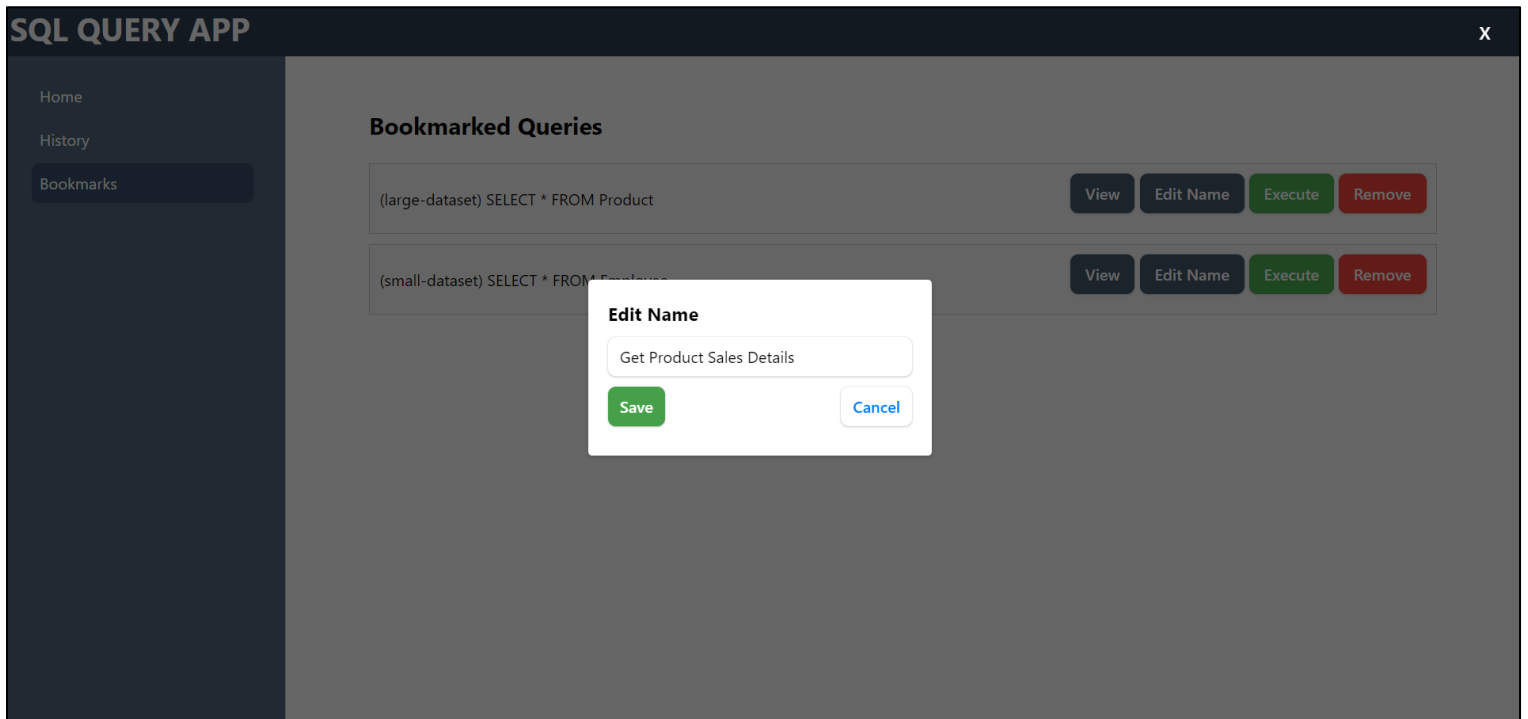 SQL QUERY APP
X
Home
History
Bookmarks
Bookmarked Queries
(large-dataset) SELECT * FROM Product
View Edit Name Execute Remove
(small-dataset) SELECT * FROM Employee
View Edit Name Execute Remove
Edit Name
Get Product Sales Details
Save Cancel